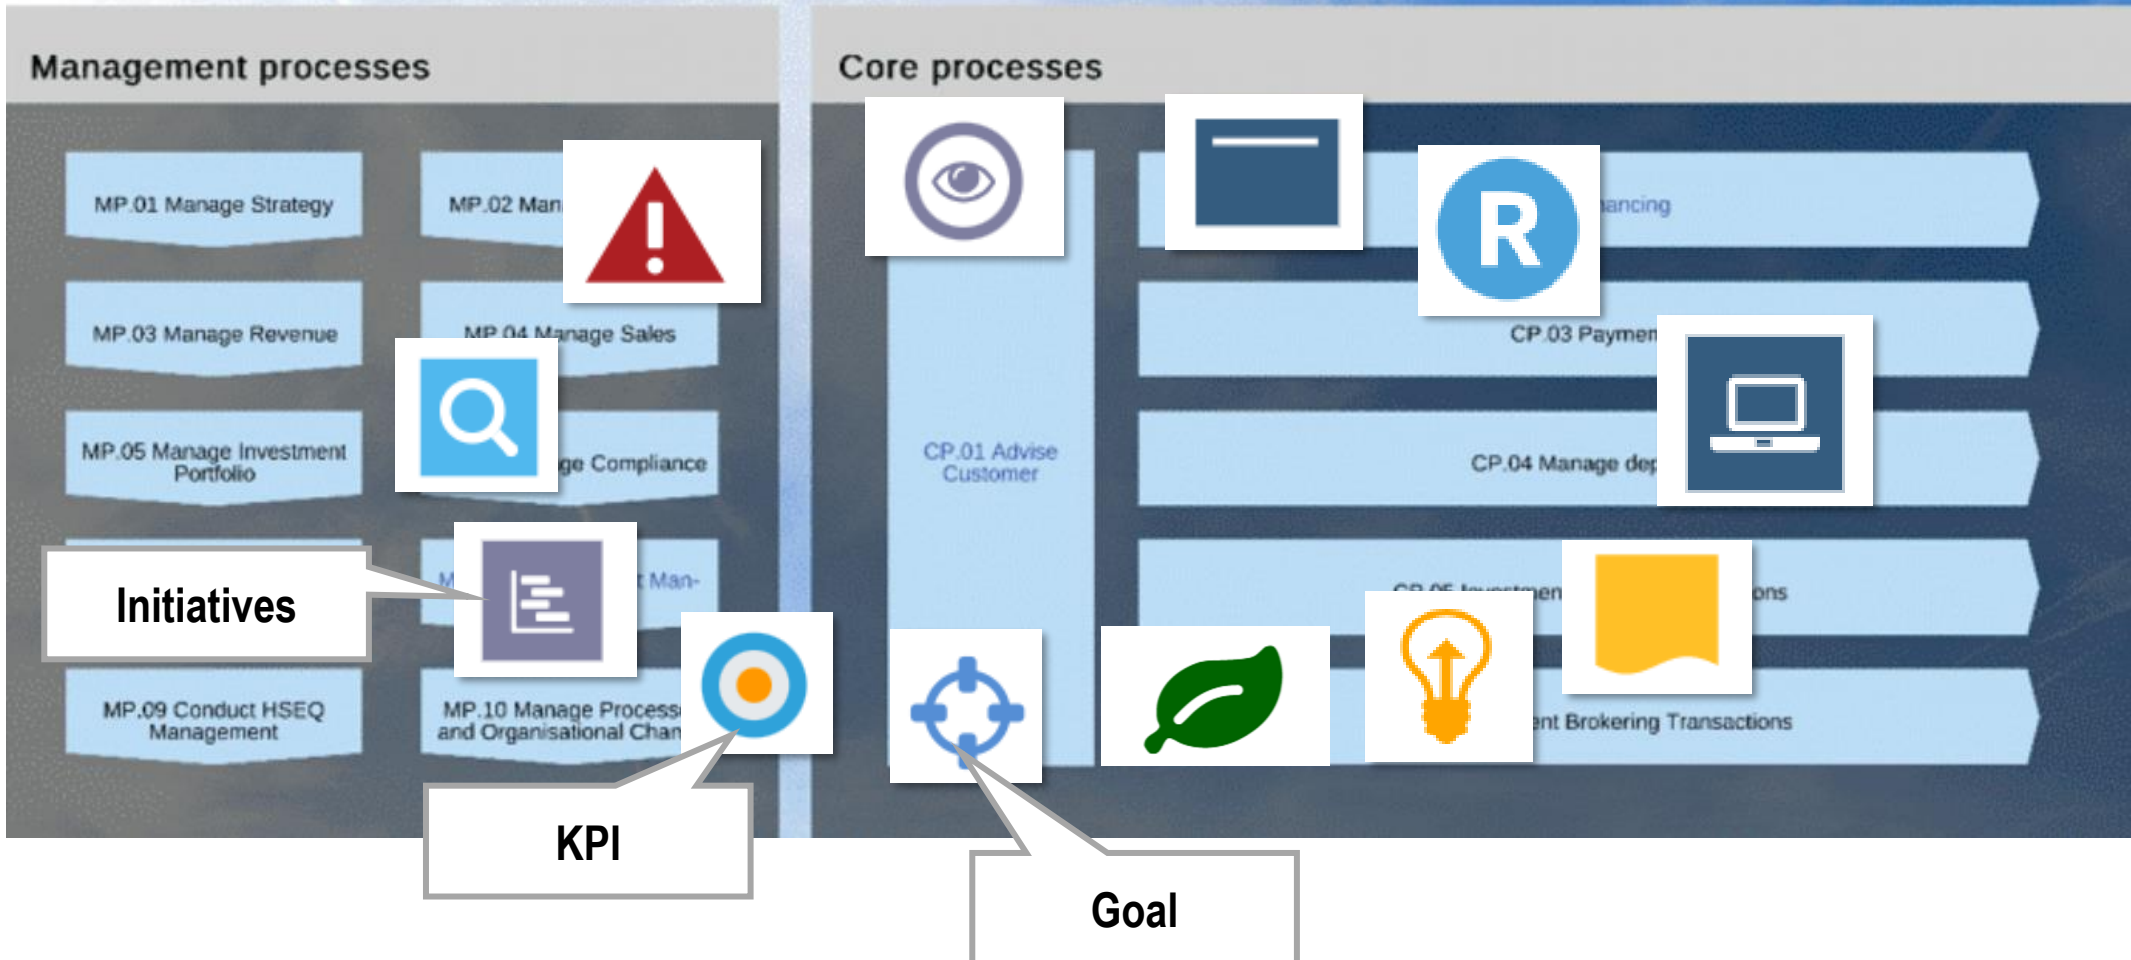 Management processes
Core processes
MP.01 Manage Strategy
MP.02 Man
MP.03 Manage Revenue
MP.04 Manage Sales
MP.05 Manage Investment
Portfolio
ge Compliance
Initiatives
Man-
MP.09 Conduct HSEQ
Management
MP.10 Manage Process
and Organisational Chan
KPI
CP.01 Advise
Customer
ancing
R
CP.03 Paymen
CP.04 Manage dep
ons
ent Brokering Transactions
Goal